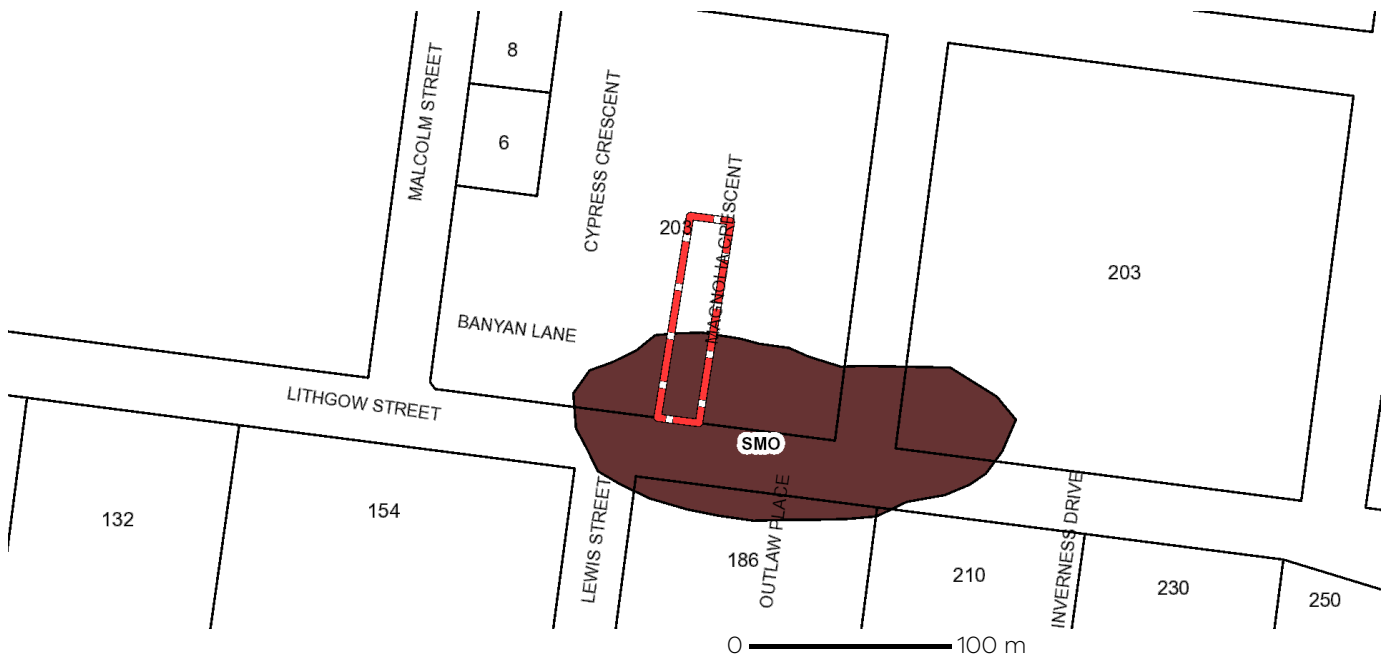 8
MALCOLM STREET
6
CYPRESS CRESCENT
MAGNOLIA CRESCENT
203
203
BANYAN LANE
LITHGOW STREET
SMO
132
154
LEWIS STREET
186
OUTLAW PLACE
210
INVERNESS DRIVE
230
250
0 100 m